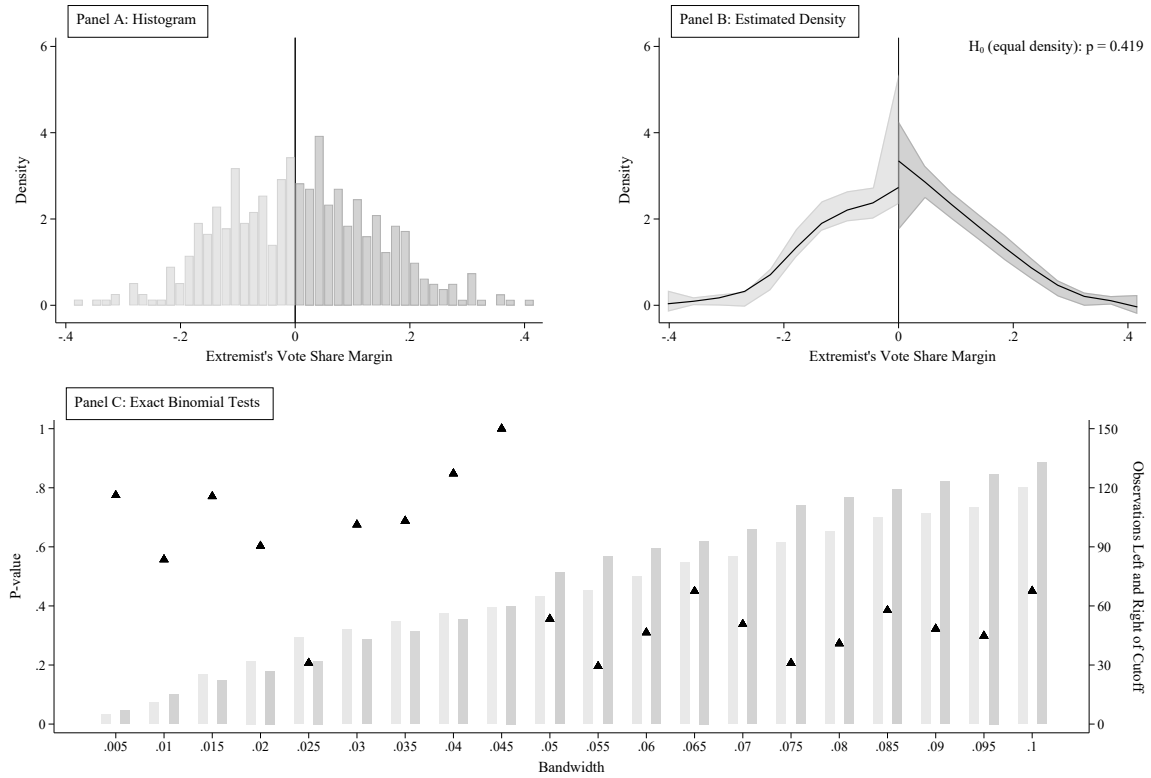 Panel A: Histogram
6
4
2
0
Density
-.4 -.2 0 .2 .4
Extremist's Vote Share Margin
Panel B: Estimated Density
H₀ (equal density): p = 0.419
6
4
2
0
Density
-.4 -.2 0 .2 .4
Extremist's Vote Share Margin
Panel C: Exact Binomial Tests
1
.8
.6
.4
.2
0
P-value
150
120
90
60
30
0
Observations Left and Right of Cutoff
.005 .01 .015 .02 .025 .03 .035 .04 .045 .05 .055 .06 .065 .07 .075 .08 .085 .09 .095 .1
Bandwidth